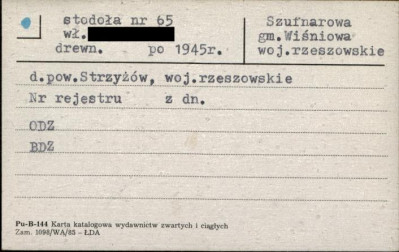 stodoła nr 65
wł.
drewn. po 1945r.
Szufnarowa
gm.Wiśniowa
woj.rzeszowskie
d.pow.Strzyżów, woj.rzeszowskie
Nr rejestru z dn.
ODZ
BDZ
Pu-B-144 Karta katalogowa wydawnictw zwartych i ciągłych
Zam. 1098/WA/85 – ŁDA